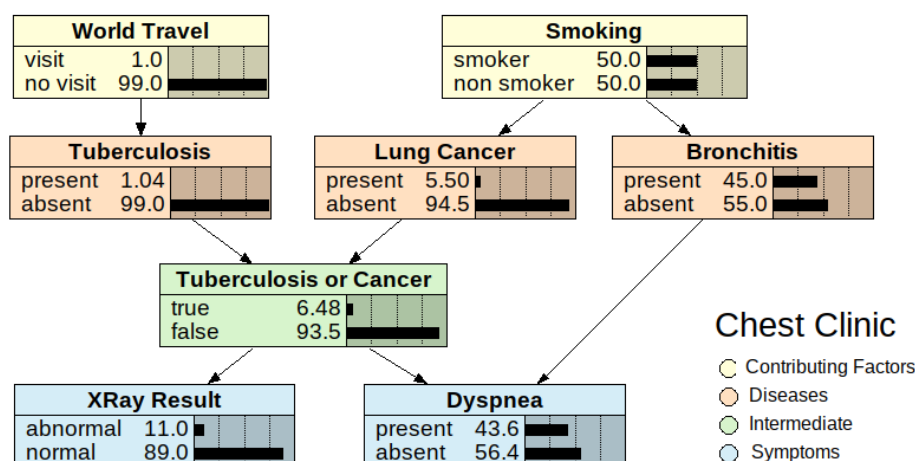 World Travel
visit 1.0
no visit 99.0
Smoking
smoker 50.0
non smoker 50.0
Tuberculosis
present 1.04
absent 99.0
Lung Cancer
present 5.50
absent 94.5
Bronchitis
present 45.0
absent 55.0
Tuberculosis or Cancer
true 6.48
false 93.5
XRay Result
abnormal 11.0
normal 89.0
Dyspnea
present 43.6
absent 56.4
Chest Clinic
Contributing Factors
Diseases
Intermediate
Symptoms